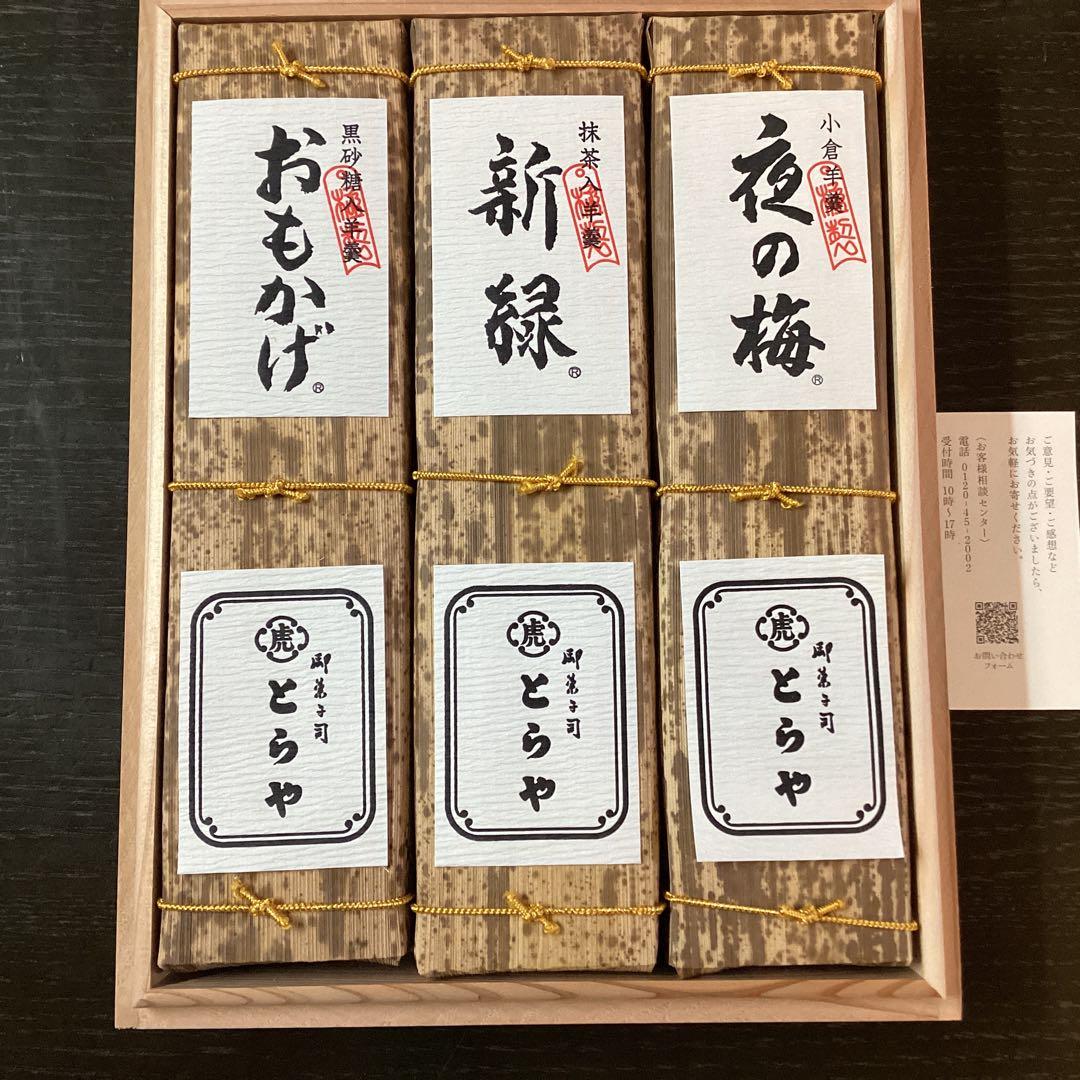 小倉羊羹
夜の梅®
抹茶入羊羹
新緑®
黒砂糖入羊羹
おもかげ®
虎
御菓子司
とらや
虎
御菓子司
とらや
虎
御菓子司
とらや
ご意見・ご要望・ご感想など
お気づきの点がございましたら、
お気軽にお寄せください。
（お客様相談センター）
電話 0120-45-2002
受付時間 10時〜17時
お問い合わせ
フォーム